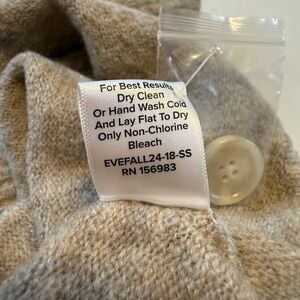 For Best Results
Dry Clean
Or Hand Wash Cold
And Lay Flat To Dry
Only Non-Chlorine
Bleach
EVEFALL24-18-SS
RN 156983